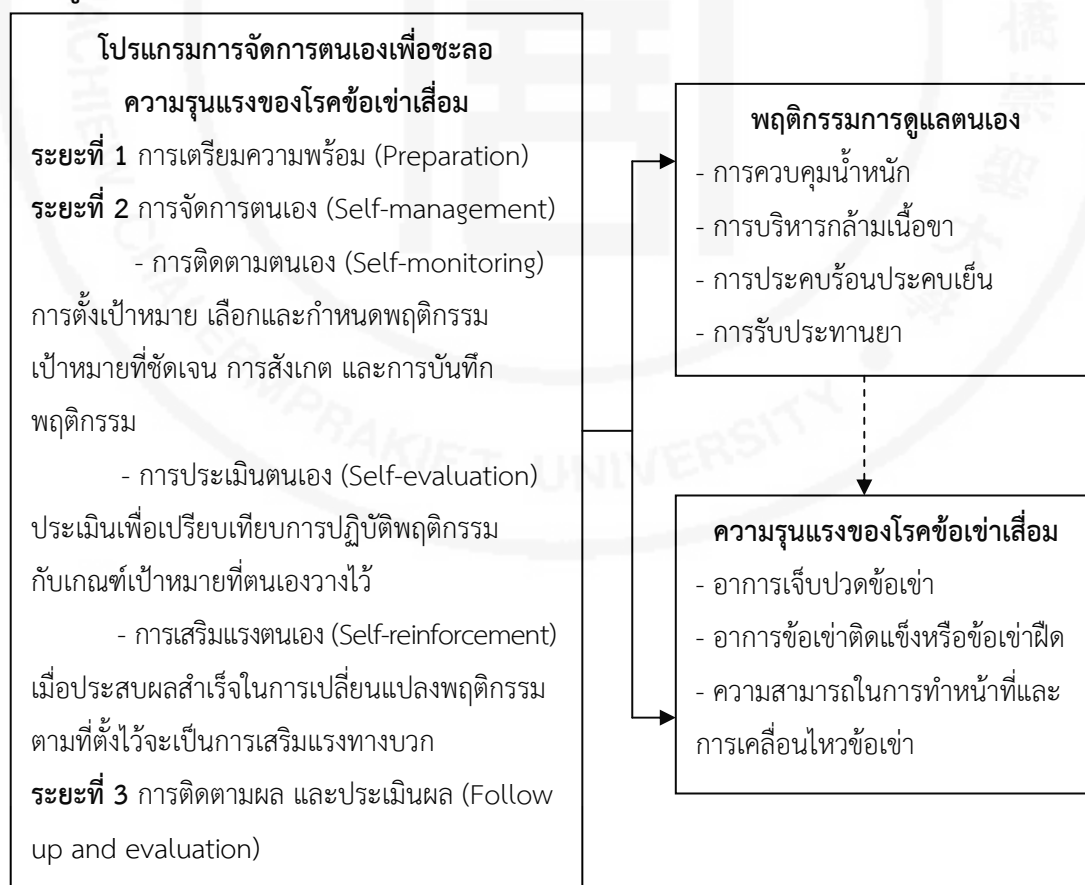 โปรแกรมการจัดการตนเองเพื่อชะลอ
ความรุนแรงของโรคข้อเข่าเสื่อม
ระยะที่ 1 การเตรียมความพร้อม (Preparation)
ระยะที่ 2 การจัดการตนเอง (Self-management)
- การติดตามตนเอง (Self-monitoring)
การตั้งเป้าหมาย เลือกและกำหนดพฤติกรรม
เป้าหมายที่ชัดเจน การสังเกต และการบันทึก
พฤติกรรม
- การประเมินตนเอง (Self-evaluation)
ประเมินเพื่อเปรียบเทียบการปฏิบัติพฤติกรรม
กับเกณฑ์เป้าหมายที่ตนเองวางไว้
- การเสริมแรงตนเอง (Self-reinforcement)
เมื่อประสบผลสำเร็จในการเปลี่ยนแปลงพฤติกรรม
ตามที่ตั้งไว้จะเป็นการเสริมแรงทางบวก
ระยะที่ 3 การติดตามผล และประเมินผล (Follow
up and evaluation)
พฤติกรรมการดูแลตนเอง
- การควบคุมน้ำหนัก
- การบริหารกล้ามเนื้อขา
- การประคบร้อนประคบเย็น
- การรับประทานยา
ความรุนแรงของโรคข้อเข่าเสื่อม
- อาการเจ็บปวดข้อเข่า
- อาการข้อเข่าติดแข็งหรือข้อเข่าฝืด
- ความสามารถในการทำหน้าที่และ
การเคลื่อนไหวข้อเข่า